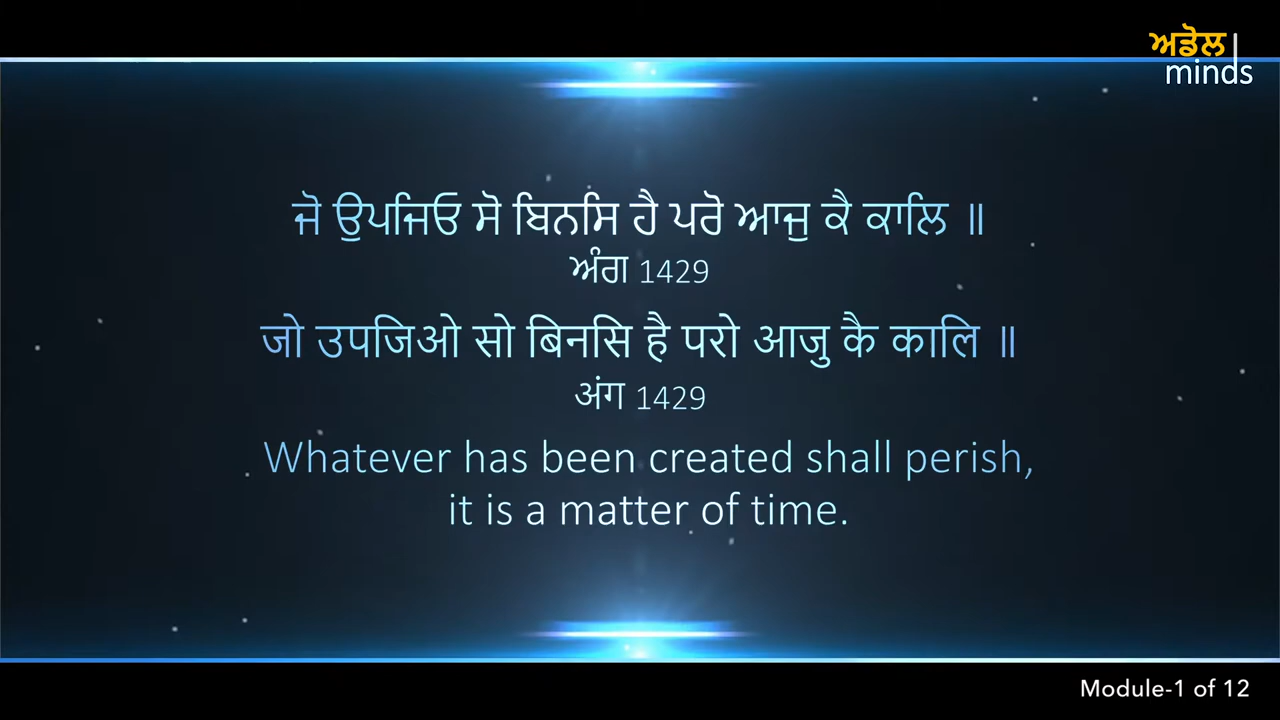 ਅਡੋਲ
minds
ਜੋ ਉਪਜਿਓ ਸੋ ਬਿਨਸਿ ਹੈ ਪਰੋ ਆਜੁ ਕੈ ਕਾਲਿ ॥
ਅੰਗ 1429
जो उपजिओ सो बिनसि है परो आजु कै कालि ॥
अंग 1429
Whatever has been created shall perish,
it is a matter of time.
Module-1 of 12